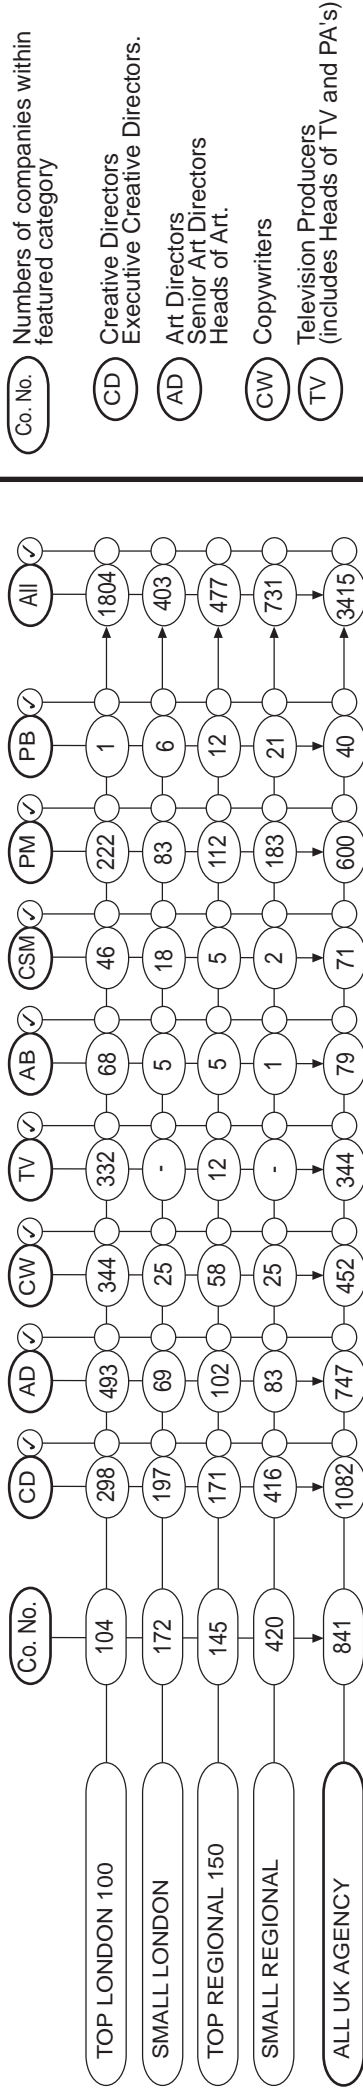 Co. No. CD ✓ AD ✓ CW ✓ TV ✓ AB ✓ CSM ✓ PM ✓ PB ✓ All ✓
TOP LONDON 100 104 298 493 344 332 68 46 222 1 1804
SMALL LONDON 172 197 69 25 - 5 18 83 6 403
TOP REGIONAL 150 145 171 102 58 12 5 5 112 12 477
SMALL REGIONAL 420 416 83 25 - 1 2 183 21 731
ALL UK AGENCY 841 1082 747 452 344 79 71 600 40 3415
Co. No. Numbers of companies within
featured category
CD Creative Directors
Executive Creative Directors.
AD Art Directors
Senior Art Directors
Heads of Art.
CW Copywriters
TV Television Producers
(includes Heads of TV and PA's)